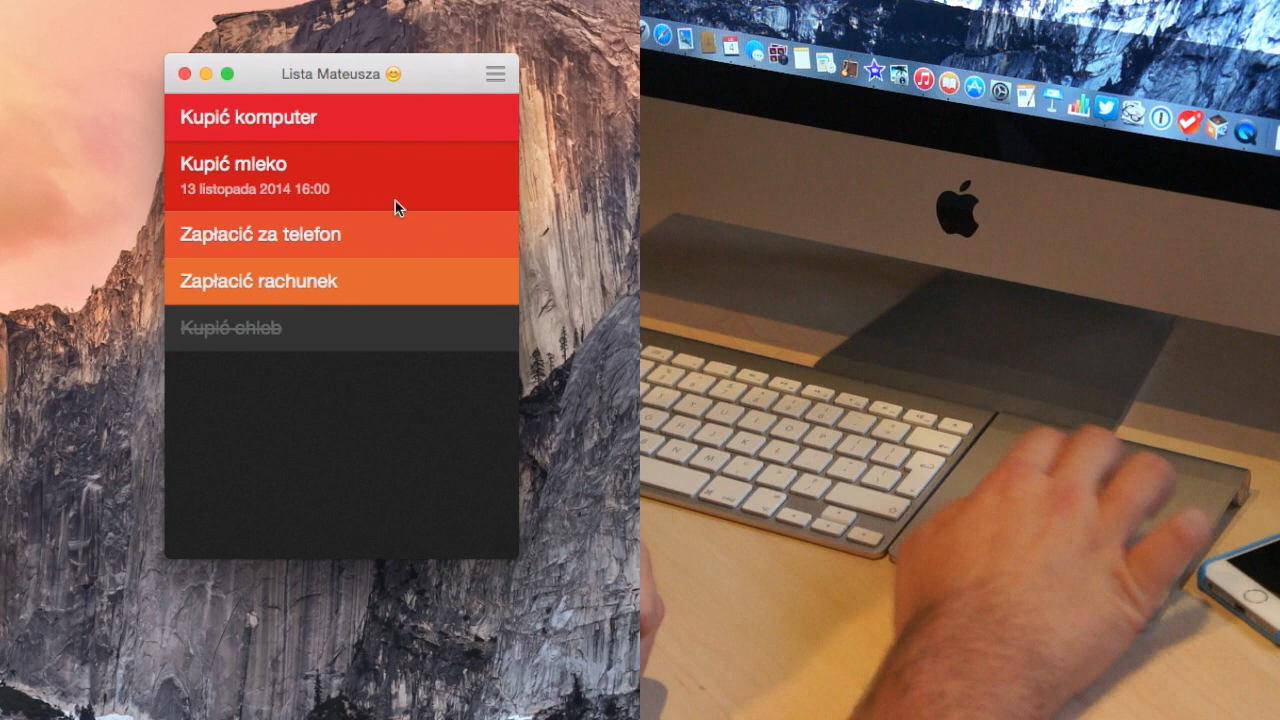 Lista Mateusza 😊
Kupić komputer
Kupić mleko
13 listopada 2014 16:00
Zapłacić za telefon
Zapłacić rachunek
Kupić chleb